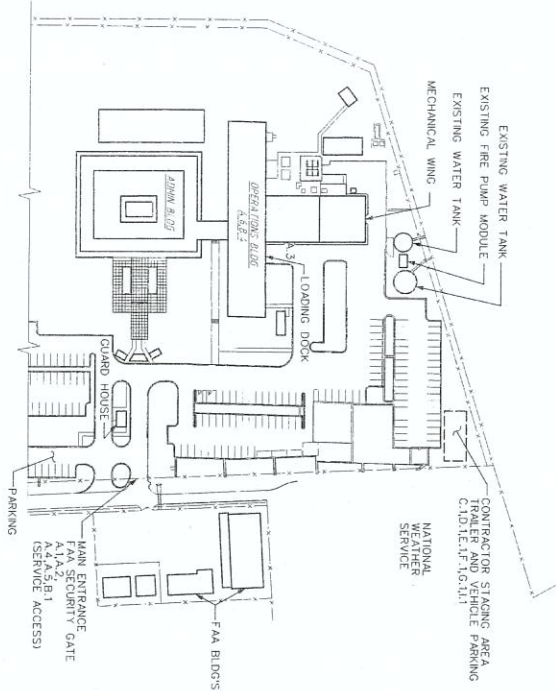 EXISTING WATER TANK
EXISTING FIRE PUMP MODULE
EXISTING WATER TANK
MECHANICAL WING
CONTRACTOR STAGING AREA
TRAILER AND VEHICLE PARKING
C.1,D.1,E.1,F.1,G.1,I.1
NATIONAL
WEATHER
SERVICE
A.3
LOADING DOCK
OPERATIONS BLDG
A.6,B.1
ADMIN BLDG
GUARD HOUSE
FAA BLDG'S
MAIN ENTRANCE
FAA SECURITY GATE
A.1,A.2,
A.4,A.5,B.1
(SERVICE ACCESS)
PARKING